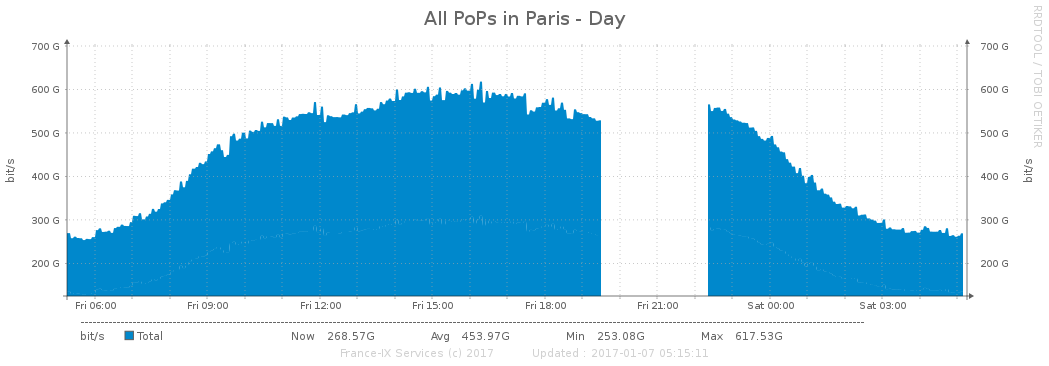 All PoPs in Paris - Day
RRDTOOL / TOBI OETIKER
700 G 700 G
600 G 600 G
500 G 500 G
400 G 400 G
300 G 300 G
200 G 200 G
bit/s
bit/s
Fri 06:00 Fri 09:00 Fri 12:00 Fri 15:00 Fri 18:00 Fri 21:00 Sat 00:00 Sat 03:00
bit/s Total Now 268.57G Avg 453.97G Min 253.08G Max 617.53G
France-IX Services (c) 2017 Updated : 2017-01-07 05:15:11